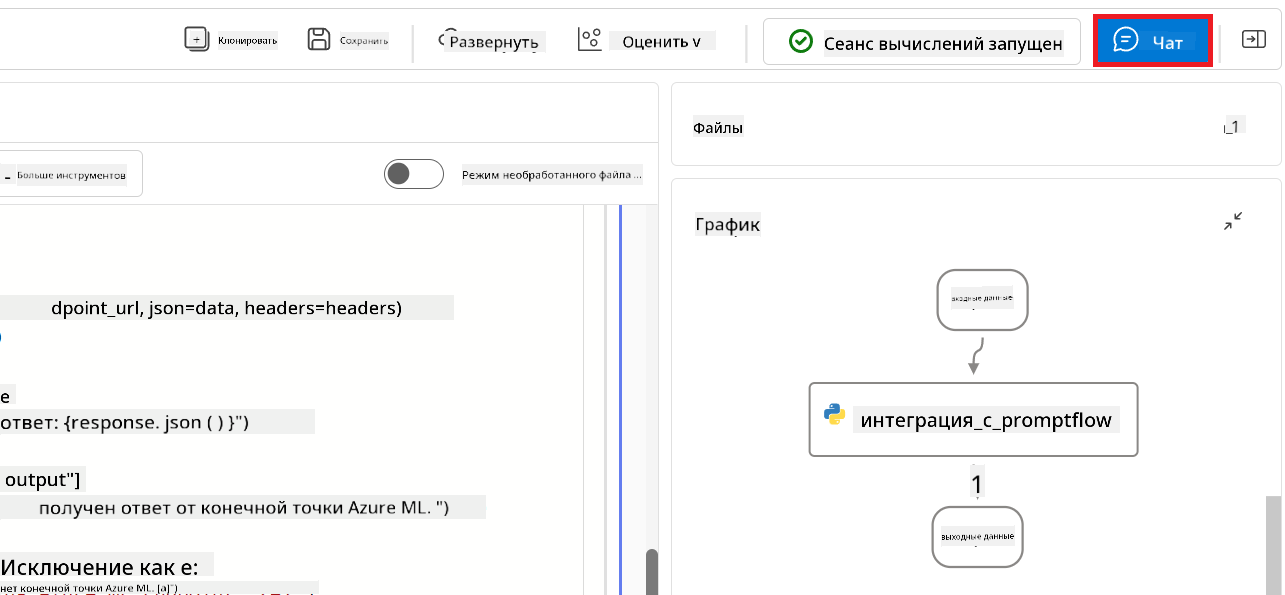 Клонировать
Сохранить
Развернуть
Оценить v
Сеанс вычислений запущен
Чат
- Больше инструментов
Режим необработанного файла ...
dpoint_url, json=data, headers=headers)
)
е
ответ: {response. json ( ) }")
output"]
получен ответ от конечной точки Azure ML. ")
Исключение как е:
нет конечной точки Azure ML. [a]")
Файлы
1
График
входные данные
интеграция_с_promptflow
1
выходные данные